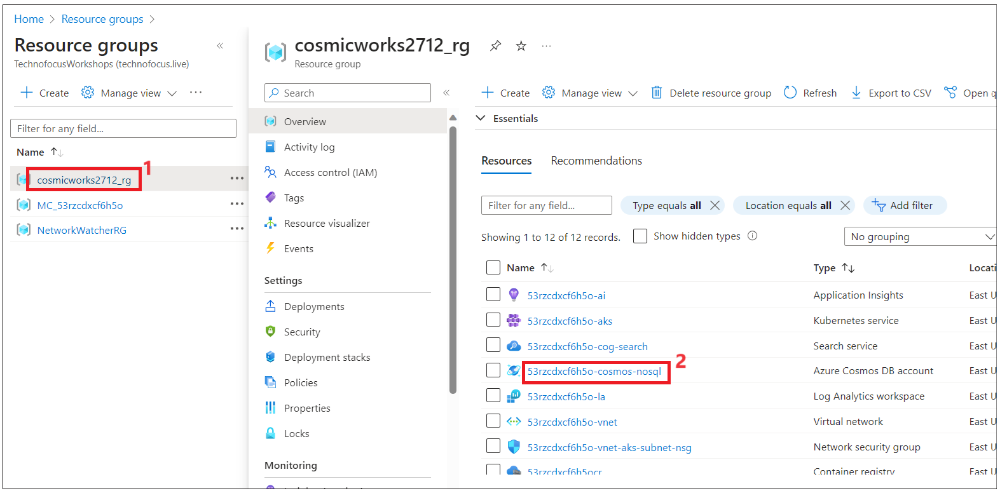 Home > Resource groups >
Resource groups «
TechnofocusWorkshops (technofocus.live)
+ Create Manage view ...
Filter for any field...
Name ↑↓
cosmicworks2712_rg ...
1
MC_53rzcdxcf6h5o ...
NetworkWatcherRG ...
cosmicworks2712_rg ...
Resource group
Search «
Overview
Activity log
Access control (IAM)
Tags
Resource visualizer
Events
Settings
Deployments
Security
Deployment stacks
Policies
Properties
Locks
Monitoring
+ Create Manage view Delete resource group Refresh Export to CSV Open q
Essentials
Resources Recommendations
Filter for any field... Type equals all Location equals all Add filter
Showing 1 to 12 of 12 records. Show hidden types No grouping
Name ↑↓ Type ↑↓ Locati
53rzcdxcf6h5o-ai Application Insights East U
53rzcdxcf6h5o-aks Kubernetes service East U
53rzcdxcf6h5o-cog-search Search service East U
53rzcdxcf6h5o-cosmos-nosql 2 Azure Cosmos DB account East U
53rzcdxcf6h5o-la Log Analytics workspace East U
53rzcdxcf6h5o-vnet Virtual network East U
53rzcdxcf6h5o-vnet-aks-subnet-nsg Network security group East U
53rzcdxcf6h5ocr Container registry East U